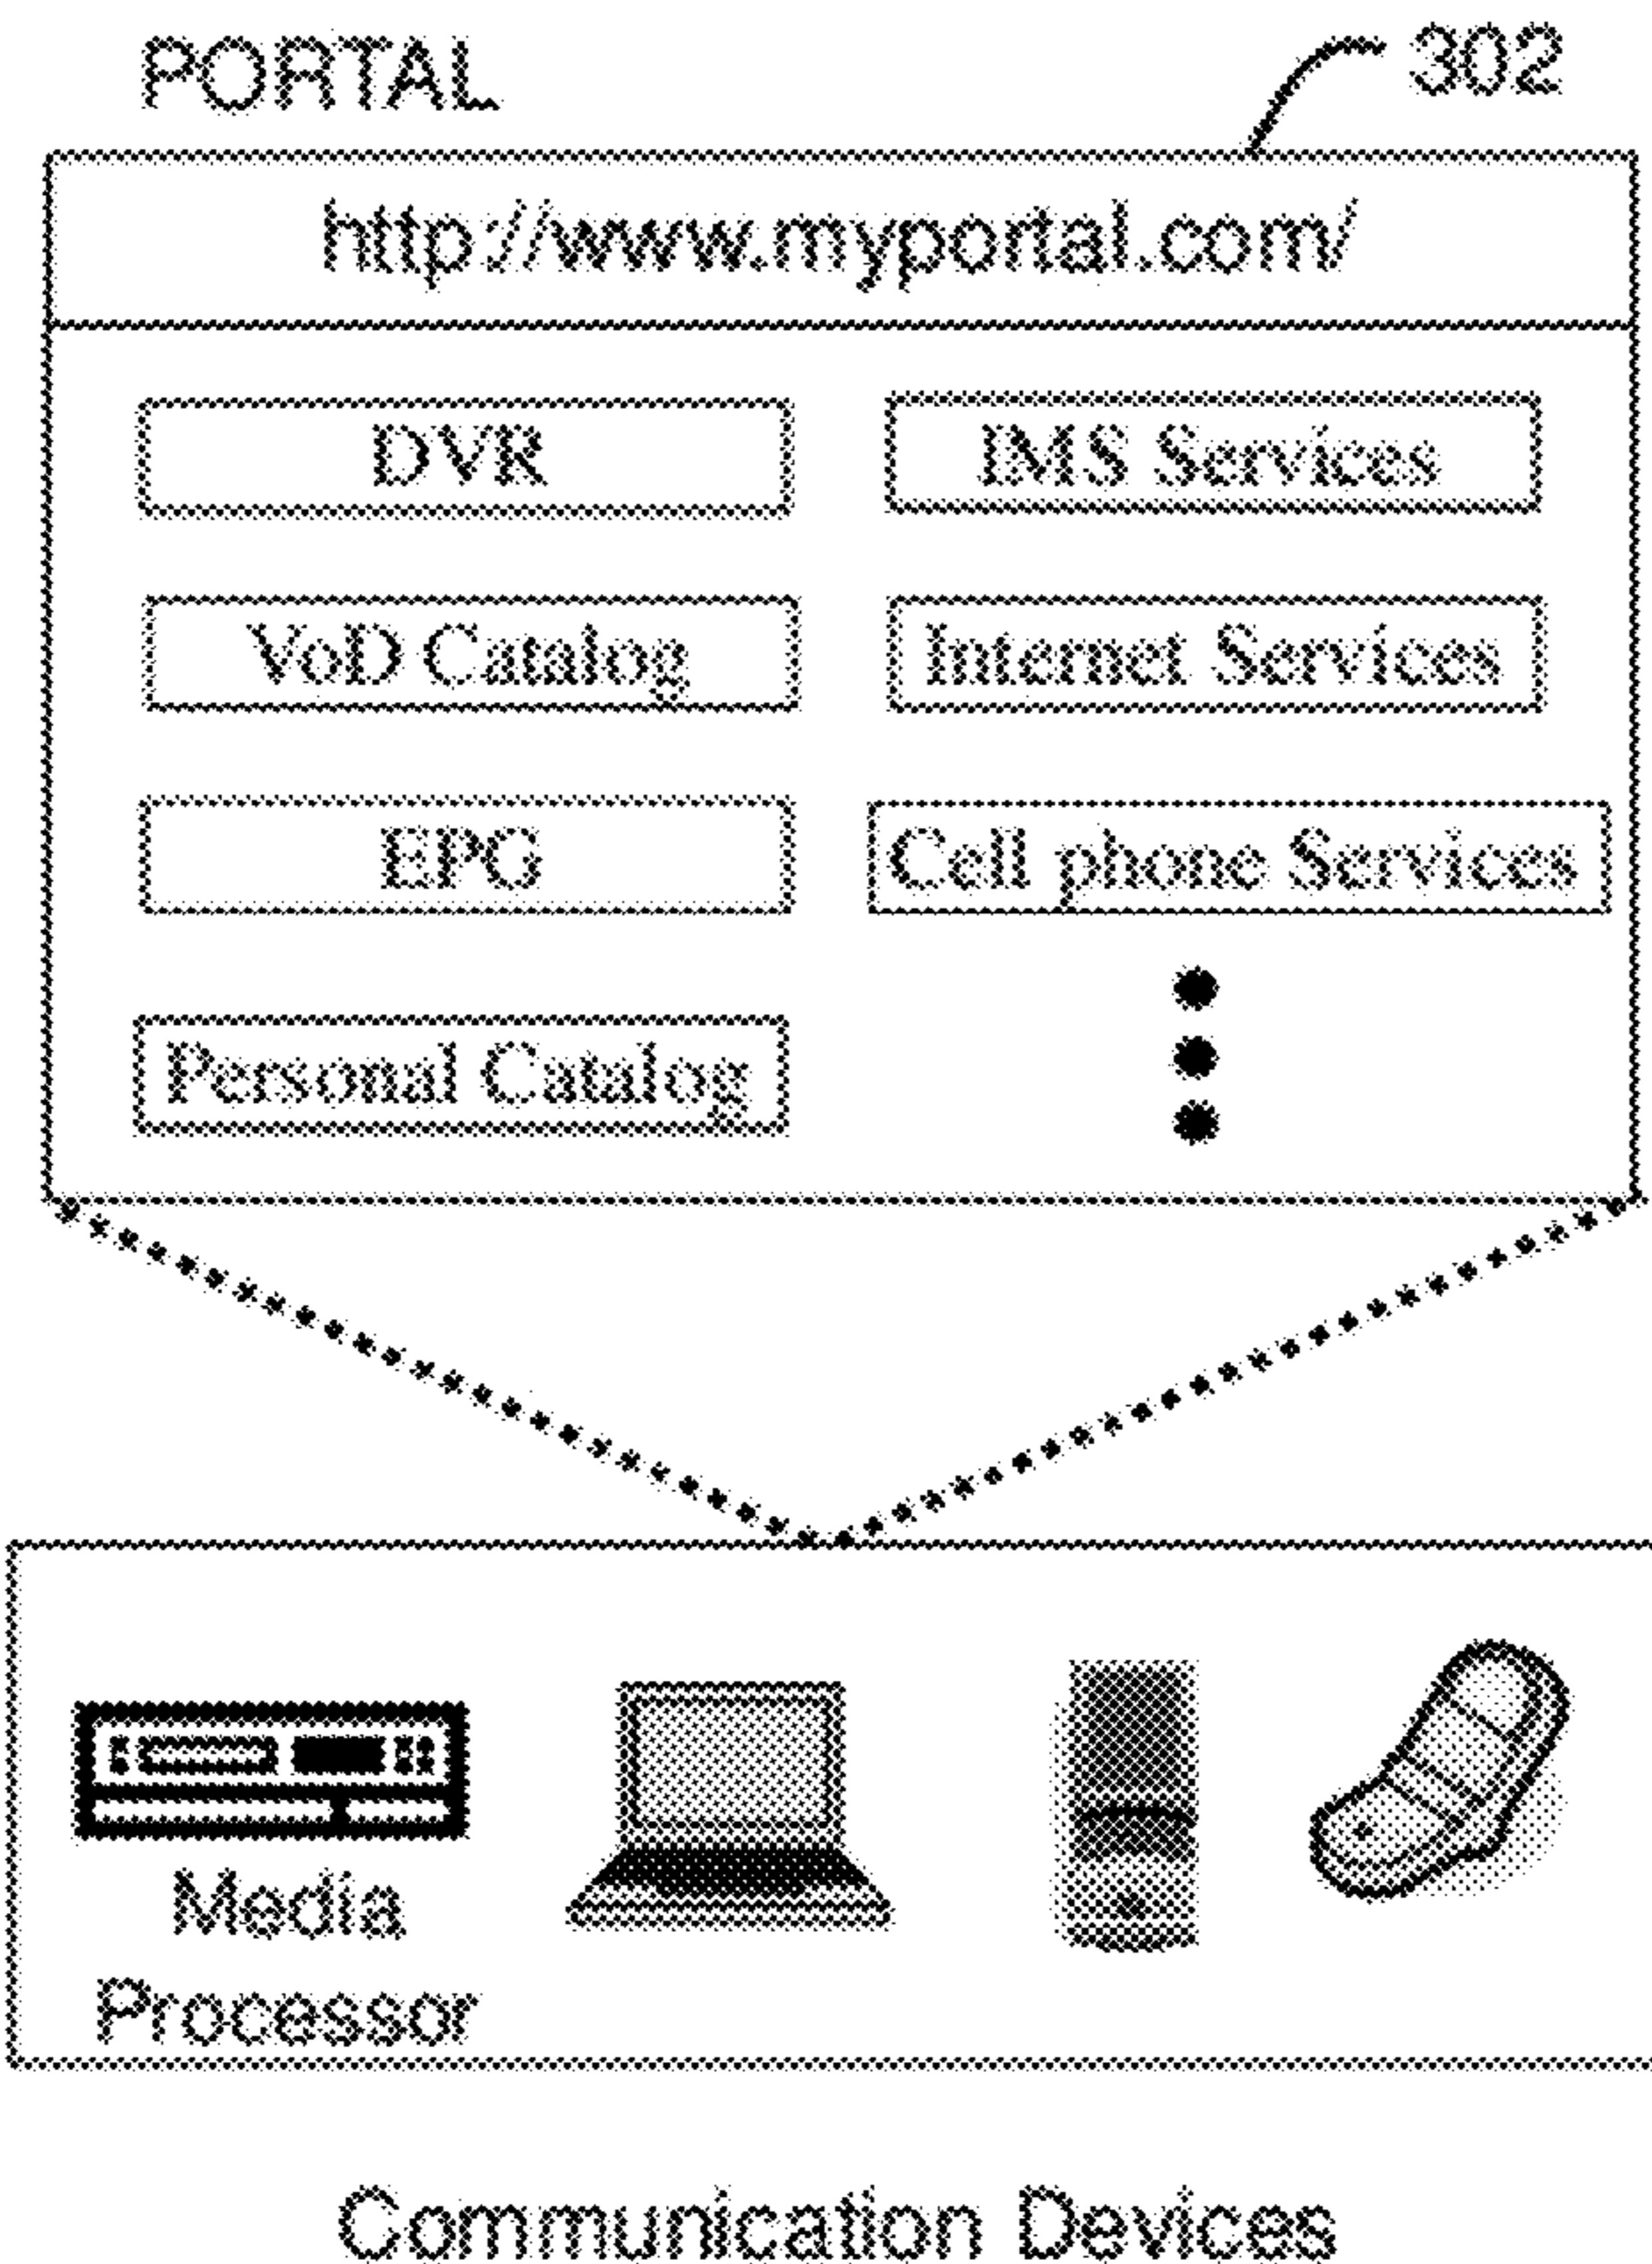 PORTAL
302
http://www.myportal.com/
DVR
IMS Services
VoD Catalog
Internet Services
EPG
Cell phone Services
Personal Catalog
Media
Processor
Communication Devices